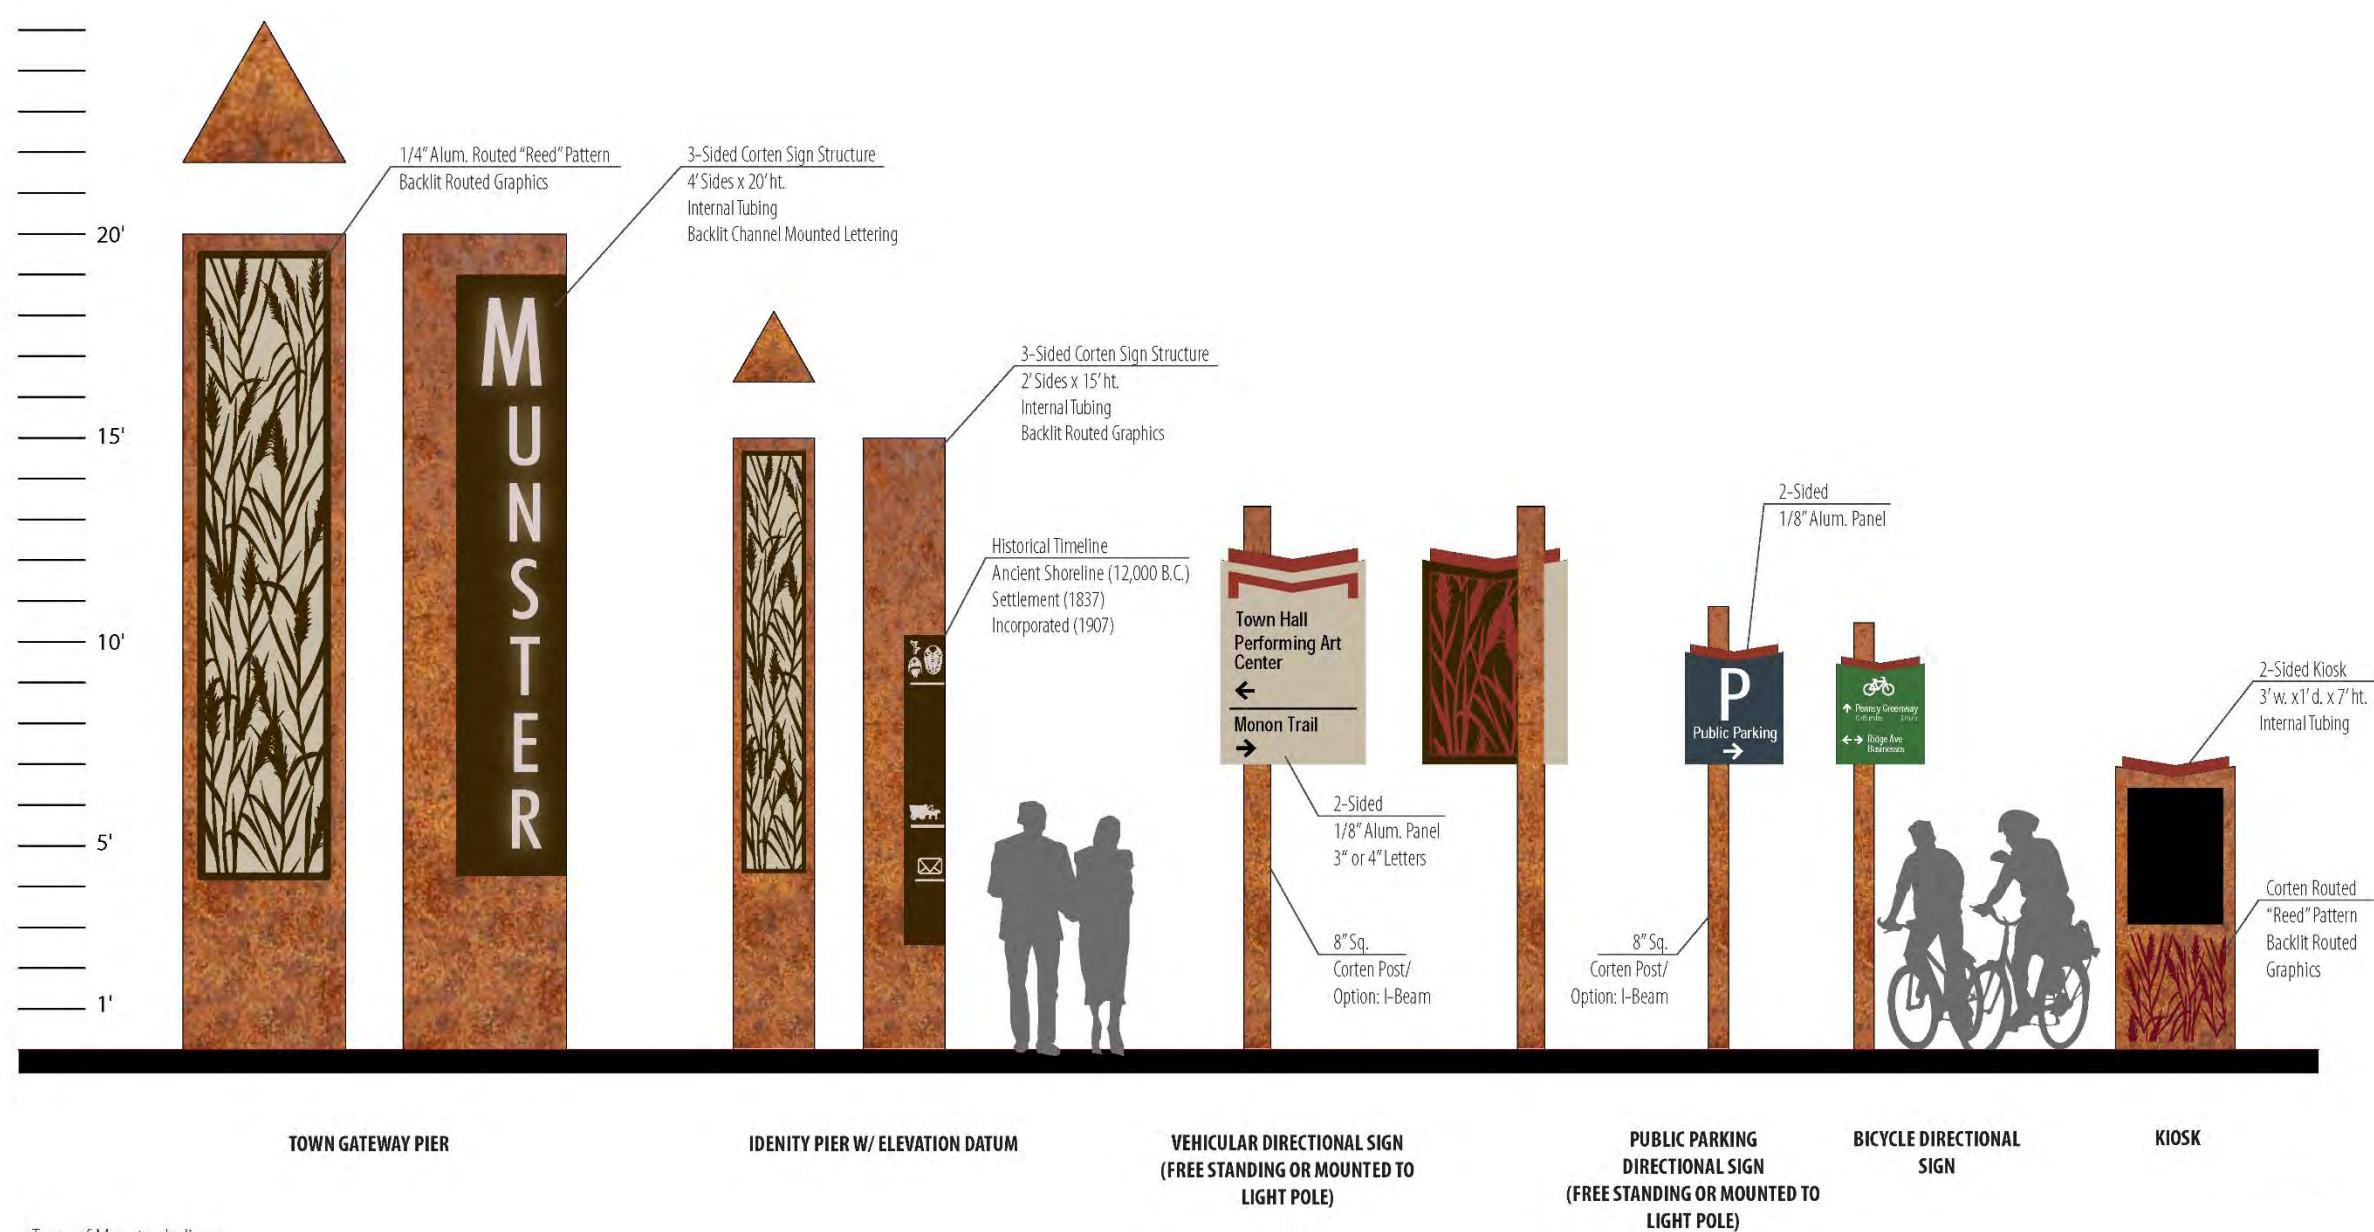 20'
15'
10'
5'
1'
1/4" Alum. Routed "Reed" Pattern
Backlit Routed Graphics
3-Sided Corten Sign Structure
4' Sides x 20' ht.
Internal Tubing
Backlit Channel Mounted Lettering
MUNSTER
3-Sided Corten Sign Structure
2' Sides x 15' ht.
Internal Tubing
Backlit Routed Graphics
Historical Timeline
Ancient Shoreline (12,000 B.C.)
Settlement (1837)
Incorporated (1907)
Town Hall
Performing Art
Center
←
Monon Trail
→
2-Sided
1/8" Alum. Panel
3" or 4" Letters
8" Sq.
Corten Post/
Option: I-Beam
2-Sided
1/8" Alum. Panel
P
Public Parking
→
8" Sq.
Corten Post/
Option: I-Beam
↑ Pennsy Greenway
←→ Ridge Ave
Businesses
2-Sided Kiosk
3' w. x1' d. x 7' ht.
Internal Tubing
Corten Routed
"Reed" Pattern
Backlit Routed
Graphics
TOWN GATEWAY PIER
IDENITY PIER W/ ELEVATION DATUM
VEHICULAR DIRECTIONAL SIGN
(FREE STANDING OR MOUNTED TO
LIGHT POLE)
PUBLIC PARKING
DIRECTIONAL SIGN
(FREE STANDING OR MOUNTED TO
LIGHT POLE)
BICYCLE DIRECTIONAL
SIGN
KIOSK